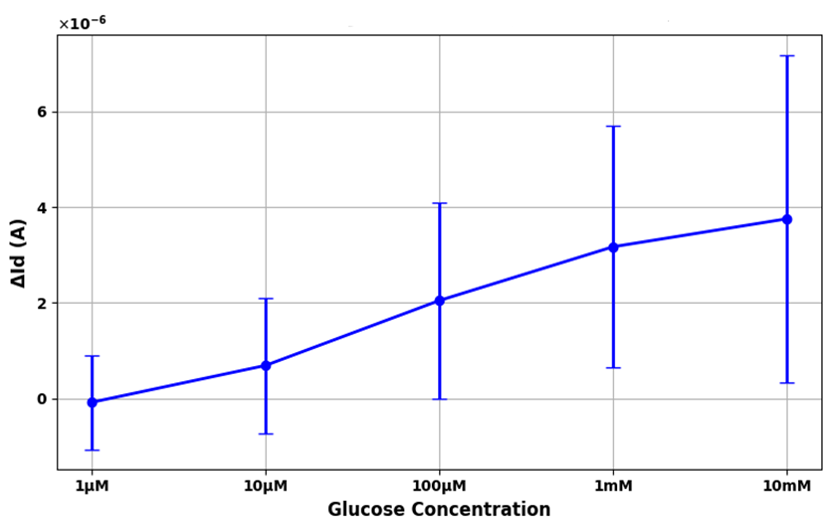 ×10⁻⁶
6
4
2
0
ΔId (A)
1μM 10μM 100μM 1mM 10mM
Glucose Concentration